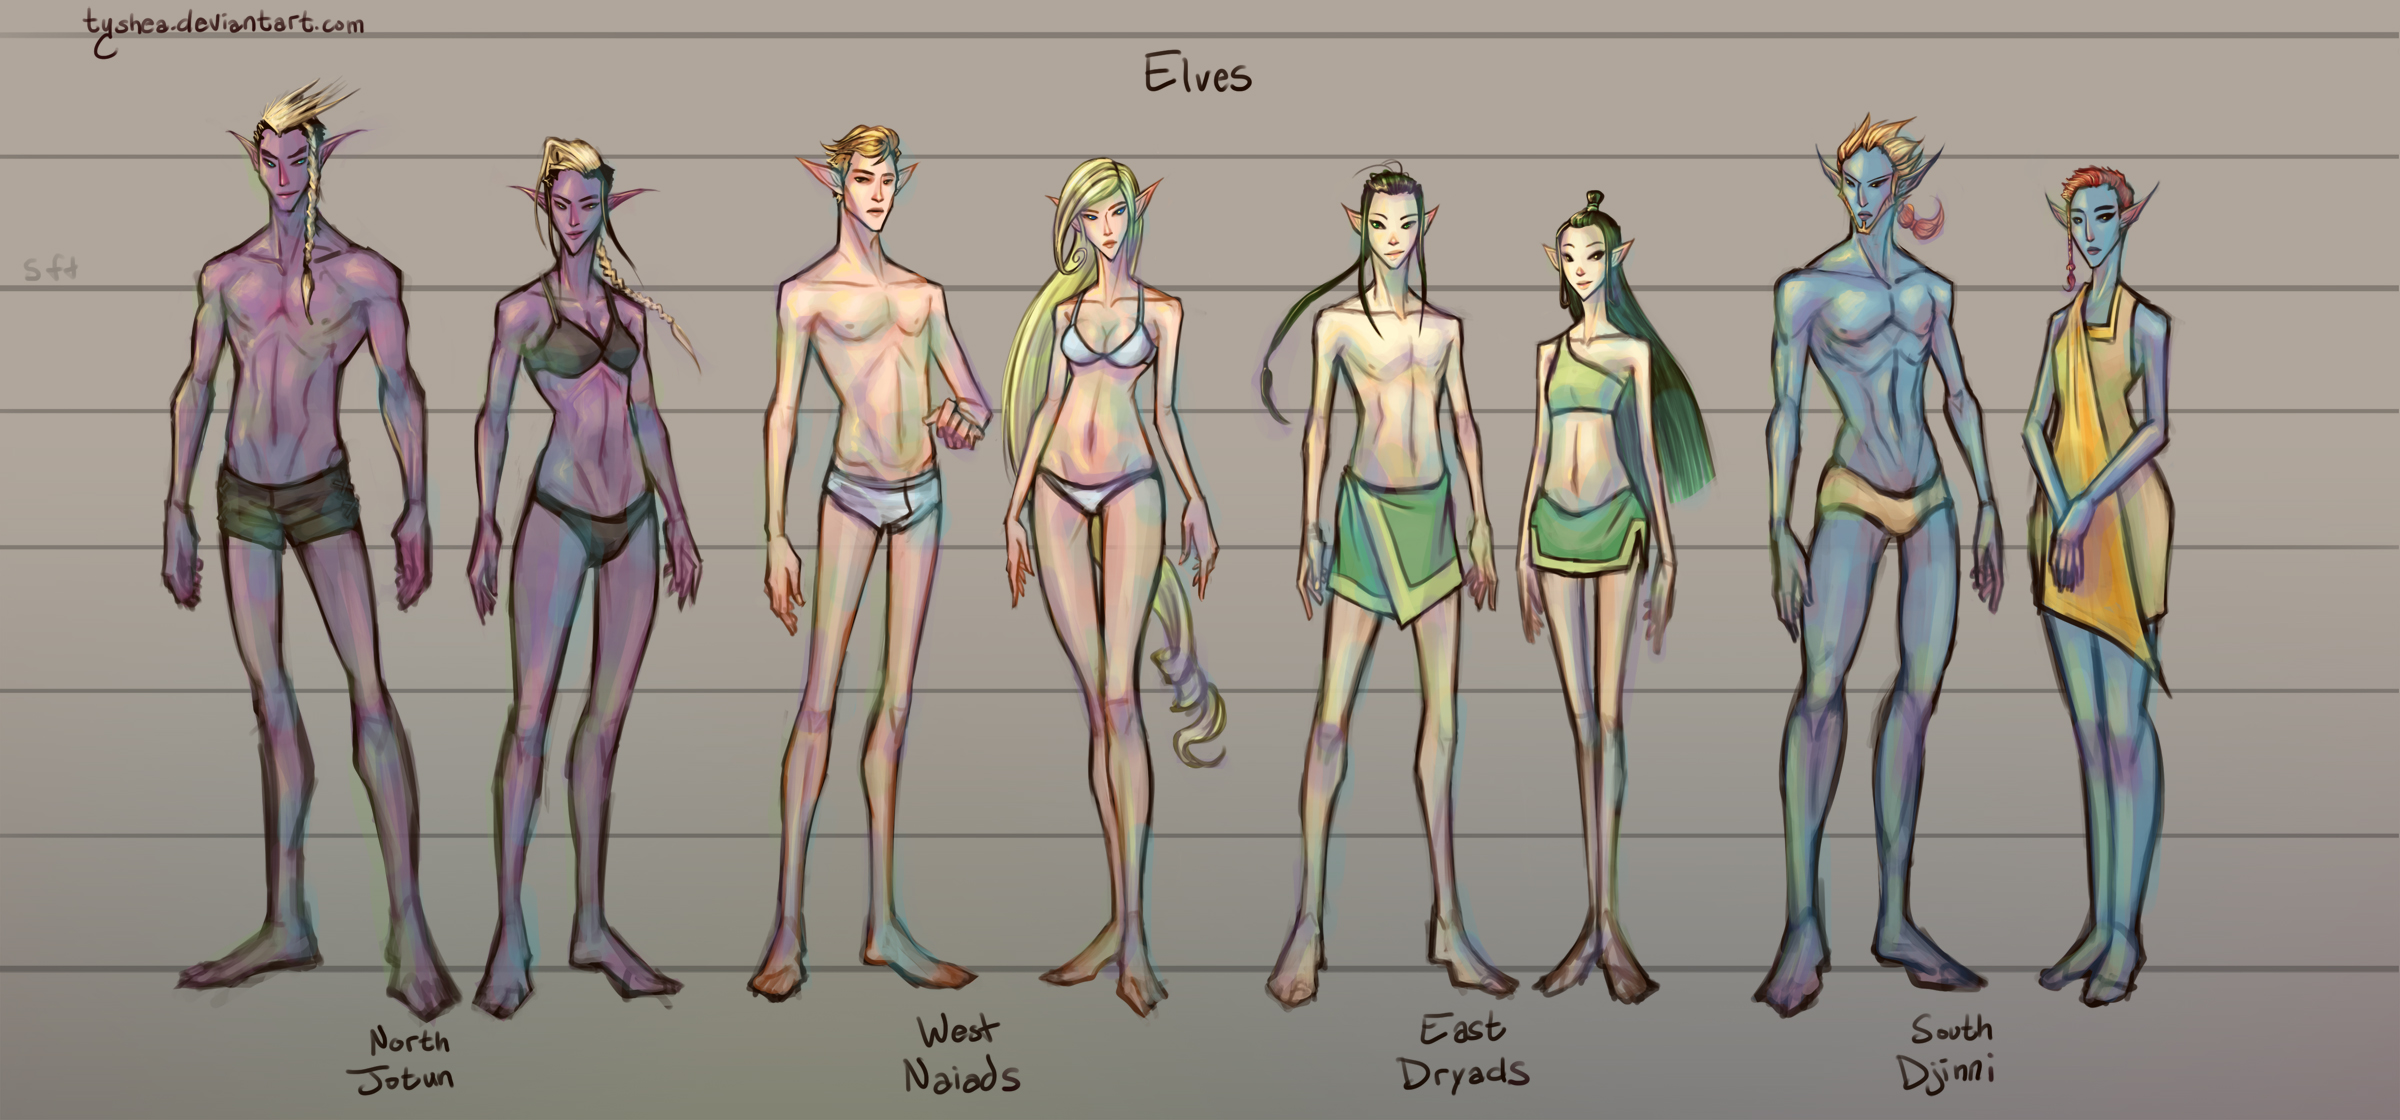 tyshea.deviantart.com
Elves
5ft
North
Jotun
West
Naiads
East
Dryads
South
Djinni